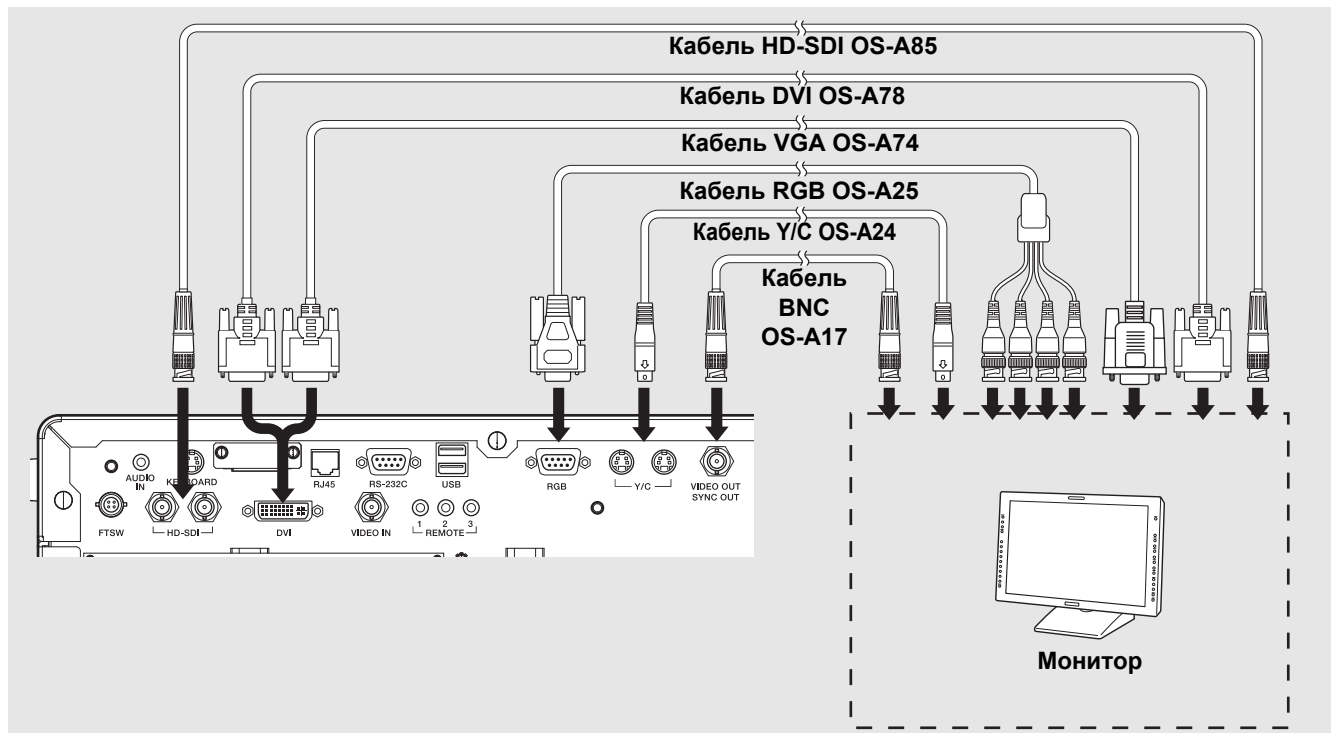 Кабель HD-SDI OS-A85
Кабель DVI OS-A78
Кабель VGA OS-A74
Кабель RGB OS-A25
Кабель Y/C OS-A24
Кабель
BNC
OS-A17
AUDIO
IN
RJ45
RS-232C
USB
RGB
Y/C
VIDEO OUT
SYNC OUT
FTSW
HD-SDI
DVI
VIDEO IN
1 2 3
REMOTE
Монитор